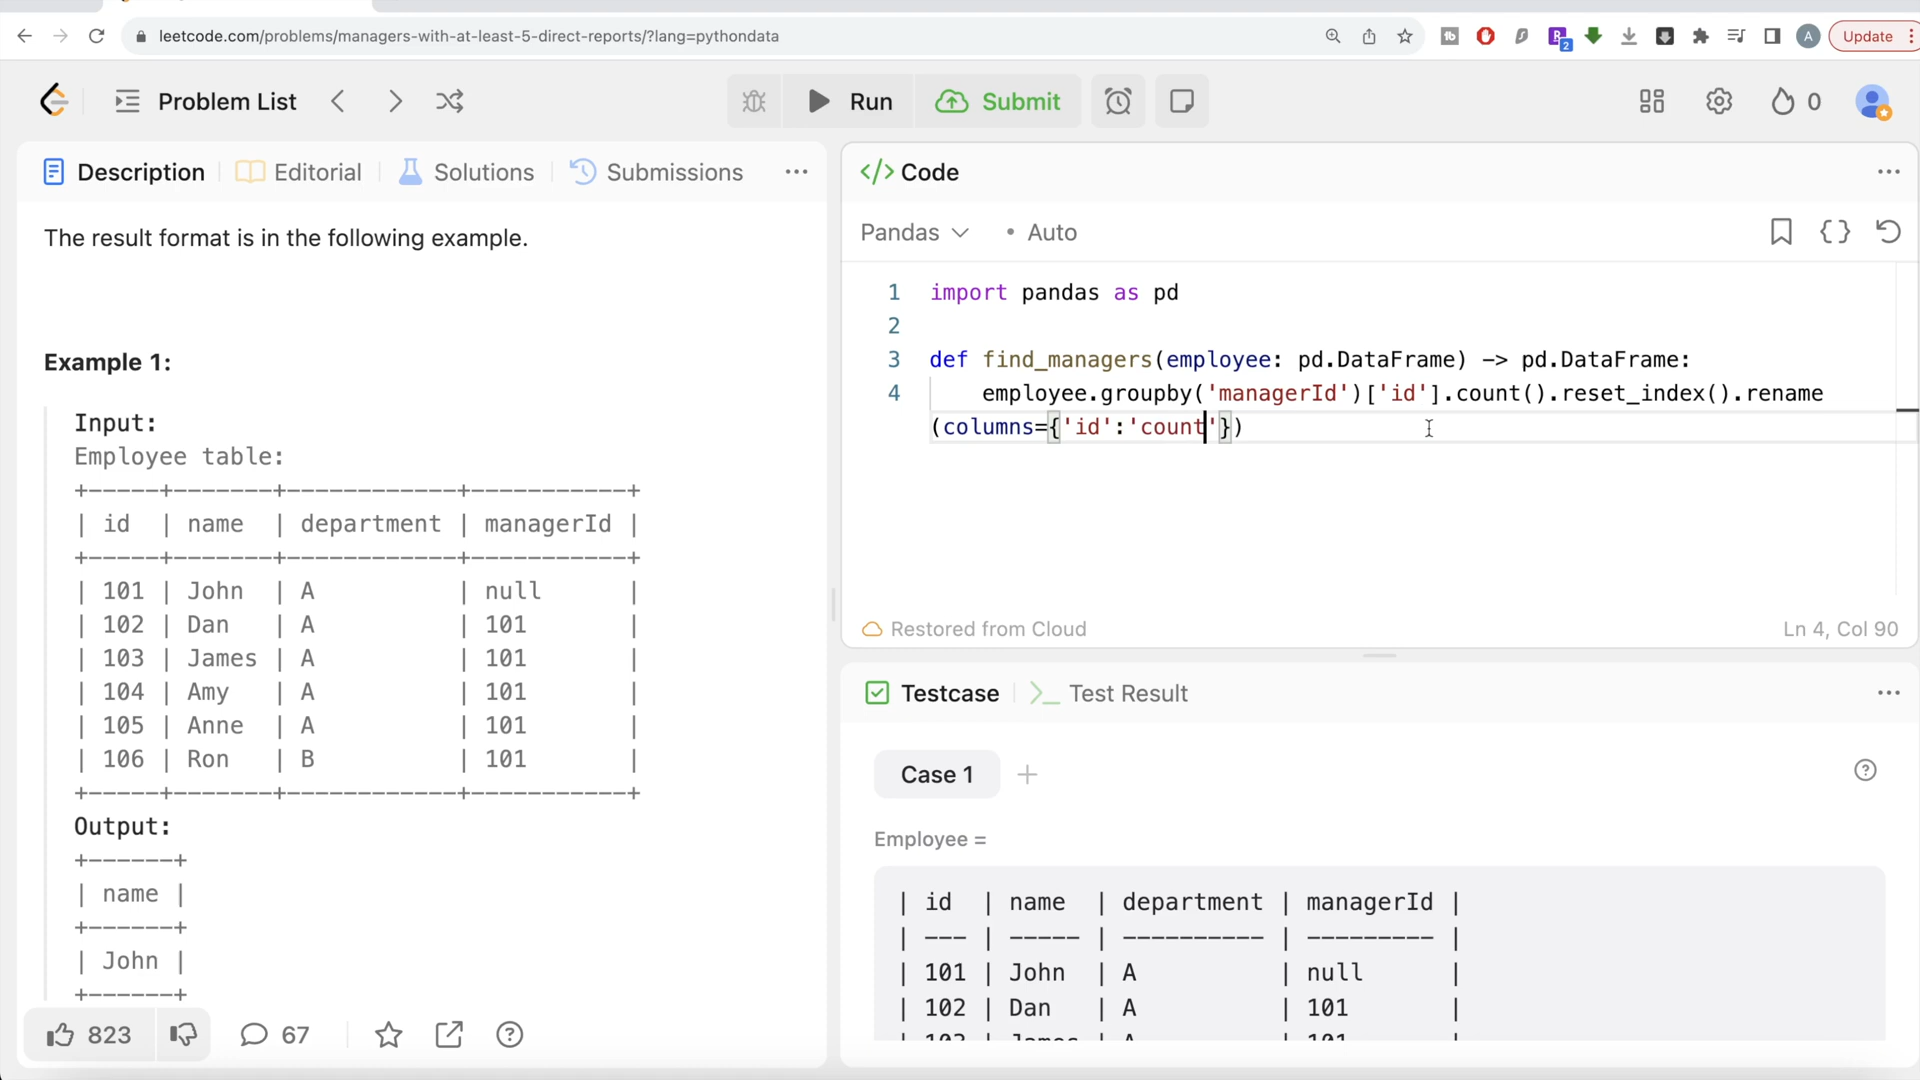 leetcode.com/problems/managers-with-at-least-5-direct-reports/?lang=pythondata
tb
2
A
Update
Problem List
Run
Submit
0
Description
Editorial
Solutions
Submissions
The result format is in the following example.
Example 1:
Input:
Employee table:
+-----+-------+------------+-----------+
| id  | name  | department | managerId |
+-----+-------+------------+-----------+
| 101 | John  | A          | null      |
| 102 | Dan   | A          | 101       |
| 103 | James | A          | 101       |
| 104 | Amy   | A          | 101       |
| 105 | Anne  | A          | 101       |
| 106 | Ron   | B          | 101       |
+-----+-------+------------+-----------+
Output:
+------+
| name |
+------+
| John |
+------+
823
67
</> Code
Pandas
• Auto
1 import pandas as pd
2
3 def find_managers(employee: pd.DataFrame) -> pd.DataFrame:
4     employee.groupby('managerId')['id'].count().reset_index().rename
(columns={'id':'count'})
Restored from Cloud
Ln 4, Col 90
Testcase
Test Result
Case 1
Employee =
| id  | name  | department | managerId |
| --- | ----- | ---------- | --------- |
| 101 | John  | A          | null      |
| 102 | Dan   | A          | 101       |
| 103 | James | A          | 101       |